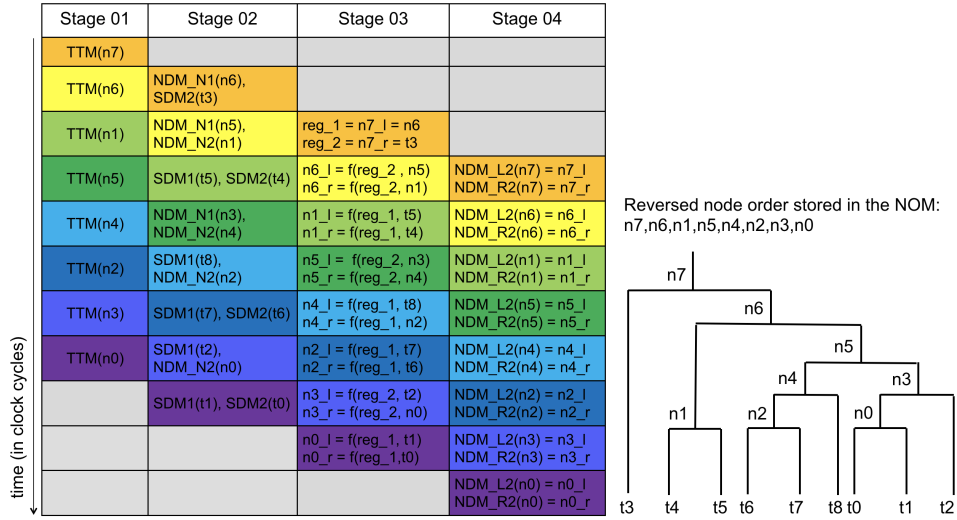 Stage 01 Stage 02 Stage 03 Stage 04
TTM(n7)
TTM(n6) NDM_N1(n6),
SDM2(t3)
TTM(n1) NDM_N1(n5),
NDM_N2(n1) reg_1 = n7_l = n6
reg_2 = n7_r = t3
TTM(n5) SDM1(t5), SDM2(t4) n6_l = f(reg_2 , n5)
n6_r = f(reg_2, n1) NDM_L2(n7) = n7_l
NDM_R2(n7) = n7_r
TTM(n4) NDM_N1(n3),
NDM_N2(n4) n1_l = f(reg_1, t5)
n1_r = f(reg_1, t4) NDM_L2(n6) = n6_l
NDM_R2(n6) = n6_r
TTM(n2) SDM1(t8),
NDM_N2(n2) n5_l =  f(reg_2, n3)
n5_r = f(reg_2, n4) NDM_L2(n1) = n1_l
NDM_R2(n1) = n1_r
TTM(n3) SDM1(t7), SDM2(t6) n4_l = f(reg_1, t8)
n4_r = f(reg_1, n2) NDM_L2(n5) = n5_l
NDM_R2(n5) = n5_r
TTM(n0) SDM1(t2),
NDM_N2(n0) n2_l = f(reg_1, t7)
n2_r = f(reg_1, t6) NDM_L2(n4) = n4_l
NDM_R2(n4) = n4_r
SDM1(t1), SDM2(t0) n3_l = f(reg_2, t2)
n3_r = f(reg_2, n0) NDM_L2(n2) = n2_l
NDM_R2(n2) = n2_r
n0_l = f(reg_1, t1)
n0_r = f(reg_1,t0) NDM_L2(n3) = n3_l
NDM_R2(n3) = n3_r
NDM_L2(n0) = n0_l
NDM_R2(n0) = n0_r
time (in clock cycles)
Reversed node order stored in the NOM:
n7,n6,n1,n5,n4,n2,n3,n0
n7
n6
n5
n4 n3
n1 n2 n0
t3 t4 t5 t6 t7 t8 t0 t1 t2